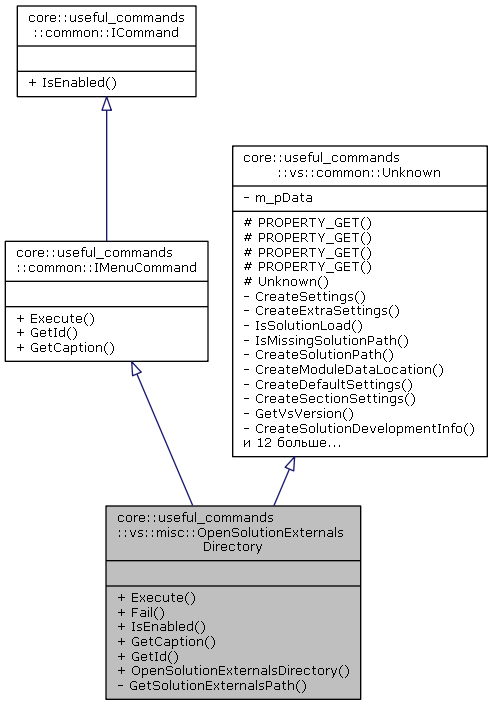 core::useful_commands
::common::ICommand
+ IsEnabled()
core::useful_commands
::vs::common::Unknown
- m_pData
# PROPERTY_GET()
# PROPERTY_GET()
# PROPERTY_GET()
# PROPERTY_GET()
# Unknown()
- CreateSettings()
- CreateExtraSettings()
- IsSolutionLoad()
- IsMissingSolutionPath()
- CreateSolutionPath()
- CreateModuleDataLocation()
- CreateDefaultSettings()
- CreateSectionSettings()
- GetVsVersion()
- CreateSolutionDevelopmentInfo()
и 12 больше...
core::useful_commands
::common::IMenuCommand
+ Execute()
+ GetId()
+ GetCaption()
core::useful_commands
::vs::misc::OpenSolutionExternals
Directory
+ Execute()
+ Fail()
+ IsEnabled()
+ GetCaption()
+ GetId()
+ OpenSolutionExternalsDirectory()
- GetSolutionExternalsPath()